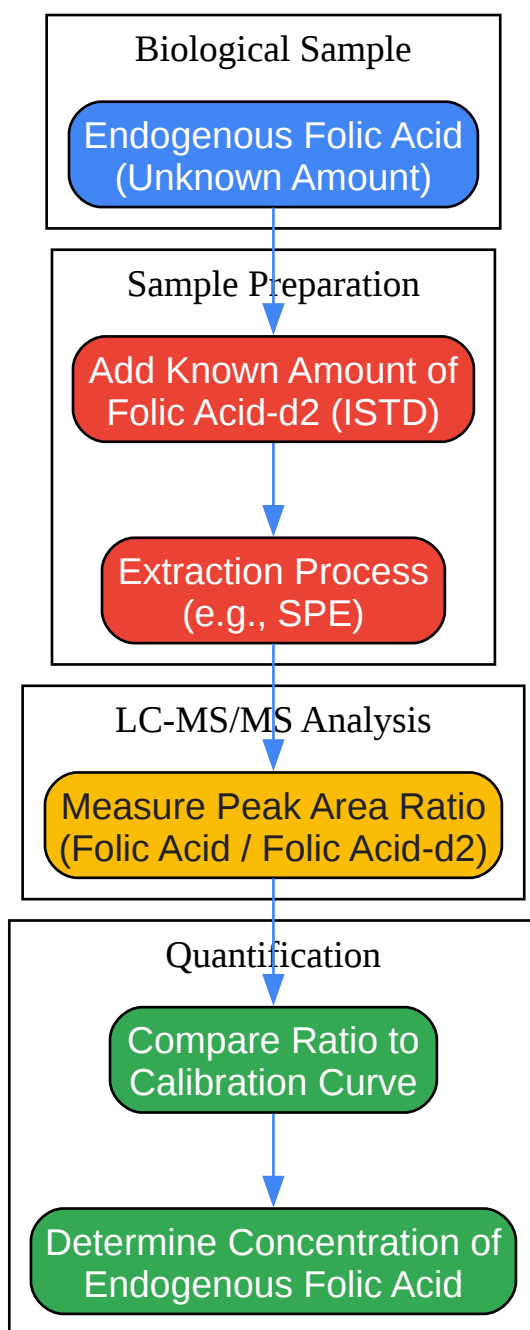 Biological Sample
Endogenous Folic Acid
(Unknown Amount)
Sample Preparation
Add Known Amount of
Folic Acid-d2 (ISTD)
Extraction Process
(e.g., SPE)
LC-MS/MS Analysis
Measure Peak Area Ratio
(Folic Acid / Folic Acid-d2)
Quantification
Compare Ratio to
Calibration Curve
Determine Concentration of
Endogenous Folic Acid